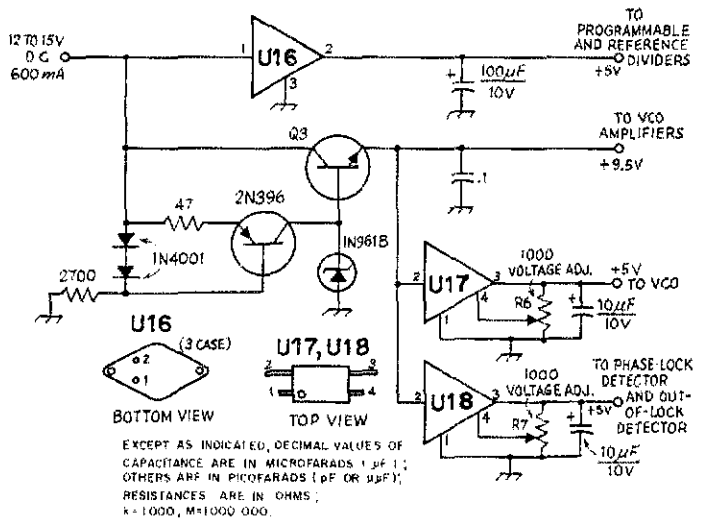 12 TO 15V
DC
600 mA
1
U16
2
3
+
100µF
10V
TO
PROGRAMMABLE
AND REFERENCE
DIVIDERS
+5V
Q3
TO VCO
AMPLIFIERS
+9.5V
.1
47
2N396
1N961B
1N4001
2700
2
U17
3
4
1
1000
VOLTAGE ADJ.
R6
+
10µF
10V
+5V
TO VCO
U16
(3 CASE)
2
1
BOTTOM VIEW
U17, U18
2
3
1
4
TOP VIEW
2
U18
3
4
1
1000
VOLTAGE ADJ.
R7
+
10µF
10V
+5V
TO PHASE-LOCK
DETECTOR
AND OUT-
OF-LOCK
DETECTOR
EXCEPT AS INDICATED, DECIMAL VALUES OF
CAPACITANCE ARE IN MICROFARADS ( µF );
OTHERS ARE IN PICOFARADS ( pF OR µµF);
RESISTANCES ARE IN OHMS;
k=1000, M=1000 000.